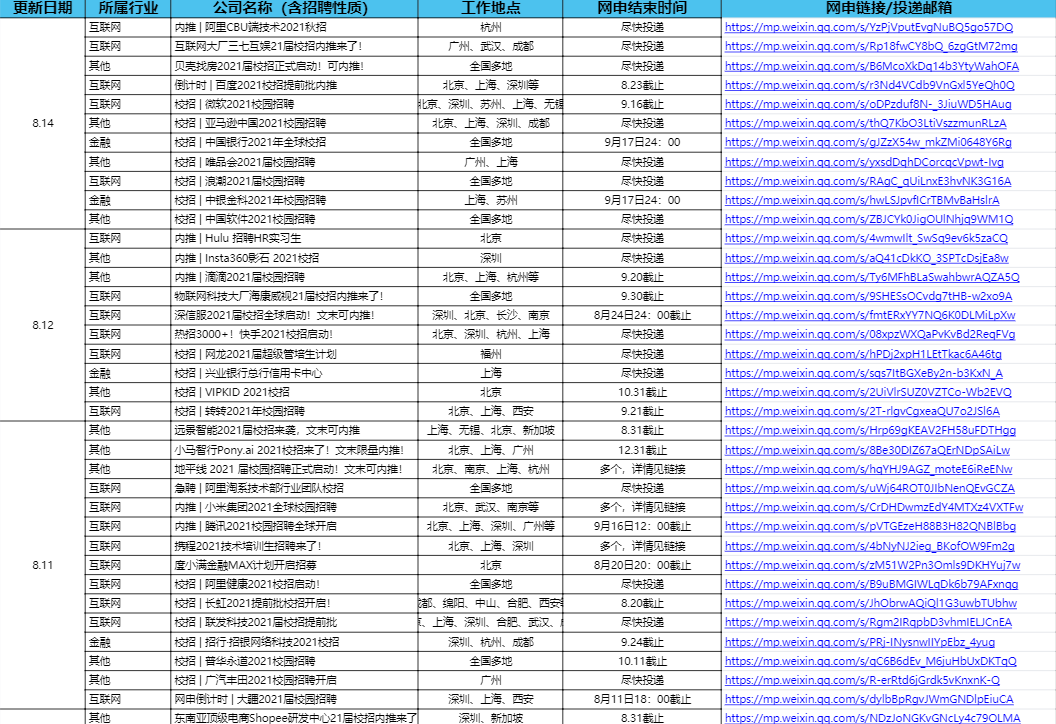 更新日期 所属行业 公司名称（含招聘性质） 工作地点 网申结束时间 网申链接/投递邮箱
8.14
互联网 内推 | 阿里CBU端技术2021秋招 杭州 尽快投递 https://mp.weixin.qq.com/s/YzPjVputEvgNuBQ5go57DQ
互联网 互联网大厂三七互娱21届校招内推来了! 广州、武汉、成都 尽快投递 https://mp.weixin.qq.com/s/Rp18fwCY8bQ_6zgGtM72mg
其他 贝壳找房2021届校招正式启动！可内推! 全国多地 尽快投递 https://mp.weixin.qq.com/s/B6McoXkDq14b3YtyWahOFA
互联网 倒计时 | 百度2021校招提前批内推 北京、上海、深圳等 8.23截止 https://mp.weixin.qq.com/s/r3Nd4VCdb9VnGxl5YeQh0Q
互联网 校招 | 微软2021校园招聘 北京、深圳、苏州、上海、无锡 9.16截止 https://mp.weixin.qq.com/s/oDPzduf8N-_3JiuWD5HAug
其他 校招 | 亚马逊中国2021校园招聘 北京、上海、深圳、成都 尽快投递 https://mp.weixin.qq.com/s/thQ7KbO3LtiVszzmunRLzA
金融 校招 | 中国银行2021年全球校招 全国多地 9月17日24：00 https://mp.weixin.qq.com/s/gJZzX54w_mkZMi0648Y6Rg
其他 校招 | 唯品会2021届校园招聘 广州、上海 尽快投递 https://mp.weixin.qq.com/s/yxsdDqhDCorcqcVpwt-Ivg
互联网 校招 | 浪潮2021届校园招聘 全国多地 尽快投递 https://mp.weixin.qq.com/s/RAgC_qUiLnxE3hvNK3G16A
金融 校招 | 中银金科2021年校园招聘 上海、苏州 9月17日24：00 https://mp.weixin.qq.com/s/hwLSJpvflCrTBMvBaHslrA
其他 校招 | 中国软件2021校园招聘 全国多地 尽快投递 https://mp.weixin.qq.com/s/ZBJCYk0JigOUlNhjq9WM1Q
8.12
互联网 内推 | Hulu 招聘HR实习生 北京 尽快投递 https://mp.weixin.qq.com/s/4wmwIlt_SwSq9ev6k5zaCQ
其他 内推 | Insta360影石 2021校招 深圳 尽快投递 https://mp.weixin.qq.com/s/aQ41cDkKO_3SPTcDsjEa8w
其他 内推 | 滴滴2021届校园招聘 北京、上海、杭州等 9.20截止 https://mp.weixin.qq.com/s/Ty6MFhBLaSwahbwrAQZA5Q
互联网 物联网科技大厂海康威视21届校招内推来了! 全国多地 9.30截止 https://mp.weixin.qq.com/s/9SHESsOCvdg7tHB-w2xo9A
互联网 深信服2021届校招全球启动！文末可内推! 深圳、北京、长沙、南京 8月24日24：00截止 https://mp.weixin.qq.com/s/fmtERxYY7NQ6K0DLMiLpXw
互联网 热招3000+！快手2021校招启动! 北京、深圳、杭州、上海 尽快投递 https://mp.weixin.qq.com/s/08xpzWXQaPvKvBd2ReqFVg
互联网 校招 | 网龙2021届超级管培生计划 福州 尽快投递 https://mp.weixin.qq.com/s/hPDj2xpH1LEtTkac6A46tg
金融 校招 | 兴业银行总行信用卡中心 上海 尽快投递 https://mp.weixin.qq.com/s/sqs7ItBGXeBy2n-b3KxN_A
其他 校招 | VIPKID 2021校招 北京 10.31截止 https://mp.weixin.qq.com/s/2UiVlrSUZ0VZTCo-Wb2EVQ
互联网 校招 | 转转2021年校园招聘 北京、上海、西安 9.21截止 https://mp.weixin.qq.com/s/2T-rlgvCgxeaQU7o2JSl6A
8.11
其他 远景智能2021届校招来袭，文末可内推 上海、无锡、北京、新加坡 8.31截止 https://mp.weixin.qq.com/s/Hrp69gKEAV2FH58uFDTHgg
其他 小马智行Pony.ai 2021校招来了！文末限量内推! 北京、上海、广州 12.31截止 https://mp.weixin.qq.com/s/8Be30DIZ67aQErNDpSAiLw
其他 地平线 2021 届校园招聘正式启动！文末可内推! 北京、南京、上海、杭州 多个，详情见链接 https://mp.weixin.qq.com/s/hqYHJ9AGZ_moteE6iReENw
互联网 急聘 | 阿里淘系技术部行业团队校招 全国多地 尽快投递 https://mp.weixin.qq.com/s/uWj64ROT0JIbNenQEvGCZA
互联网 内推 | 小米集团2021全球校园招聘 北京、武汉、南京等 多个，详情见链接 https://mp.weixin.qq.com/s/CrDHDwmzEdY4MTXz4VXTFw
互联网 内推 | 腾讯2021校园招聘全球开启 北京、上海、深圳、广州等 9月16日12：00截止 https://mp.weixin.qq.com/s/pVTGEzeH88B3H82QNBlBbg
互联网 携程2021技术培训生招聘来了! 北京、上海、深圳 多个，详情见链接 https://mp.weixin.qq.com/s/4bNyNJ2ieg_BKofOW9Fm2g
互联网 度小满金融MAX计划开启招募 北京 8月20日20：00截止 https://mp.weixin.qq.com/s/zM51W2Pn3Omls9DKHYuj7w
互联网 校招 | 阿里健康2021校招启动! 全国多地 尽快投递 https://mp.weixin.qq.com/s/B9uBMGIWLqDk6b79AFxnqg
互联网 校招 | 长虹2021提前批校招开启! 成都、绵阳、中山、合肥、西安等 8.20截止 https://mp.weixin.qq.com/s/JhObrwAQiQl1G3uwbTUbhw
互联网 校招 | 联发科技2021届校招提前批 、上海、深圳、合肥、武汉、 尽快投递 https://mp.weixin.qq.com/s/Rgm2IRqpbD3vhmIELJCnEA
金融 校招 | 招行·招银网络科技2021校招 深圳、杭州、成都 9.24截止 https://mp.weixin.qq.com/s/PRj-INysnwIIYpEbz_4yug
其他 校招 | 普华永道2021校园招聘 全国多地 10.11截止 https://mp.weixin.qq.com/s/qC6B6dEv_M6juHbUxDKTqQ
其他 校招 | 广汽丰田2021校园招聘开启 广州 尽快投递 https://mp.weixin.qq.com/s/R-erRtd6jGrdk5vKnxnK-Q
互联网 网申倒计时 | 大疆2021届校园招聘 深圳、上海、西安 8月11日18：00截止 https://mp.weixin.qq.com/s/dylbBpRgvJWmGNDlpEiuCA
其他 东南亚顶级电商Shopee研发中心21届校招内推来了 深圳、新加坡 8.31截止 https://mp.weixin.qq.com/s/NDzJoNGKvGNcLy4c79OLMA